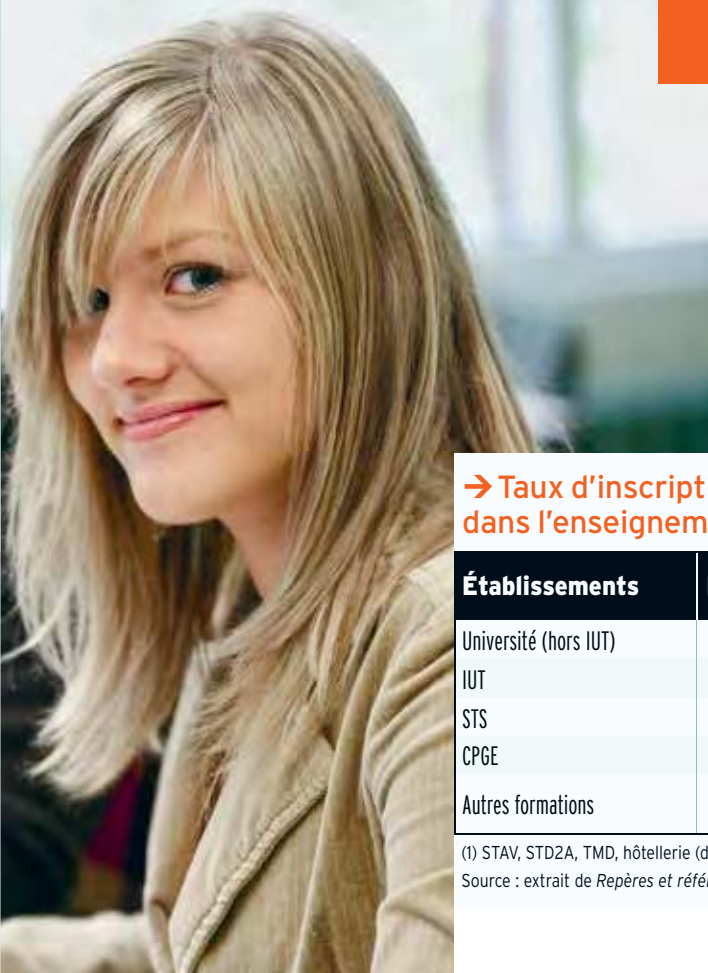 → Taux d'inscript
dans l'enseignem
Établissements
Université (hors IUT)
IUT
STS
CPGE
Autres formations
(1) STAV, STD2A, TMD, hôtellerie (d
Source : extrait de Repères et référ